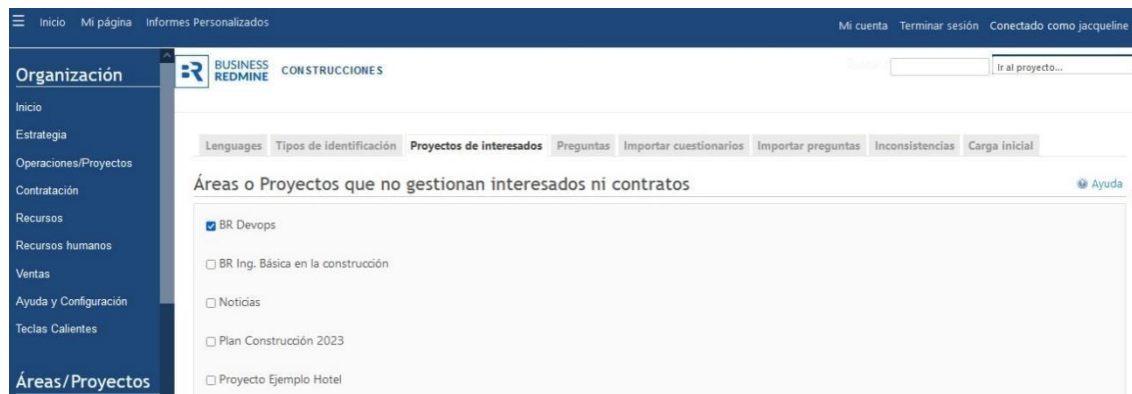 Inicio Mi página Informes Personalizados Mi cuenta Terminar sesión Conectado como jacqueline
Organización
Inicio
Estrategia
Operaciones/Proyectos
Contratación
Recursos
Recursos humanos
Ventas
Ayuda y Configuración
Teclas Calientes
Áreas/Proyectos
BUSINESS
REDMINE
CONSTRUCCIONES
Ir al proyecto...
Lenguages Tipos de identificación Proyectos de interesados Preguntas Importar cuestionarios Importar preguntas Inconsistencias Carga inicial
Áreas o Proyectos que no gestionan interesados ni contratos
Ayuda
BR Devops
BR Ing. Básica en la construcción
Noticias
Plan Construcción 2023
Proyecto Ejemplo Hotel